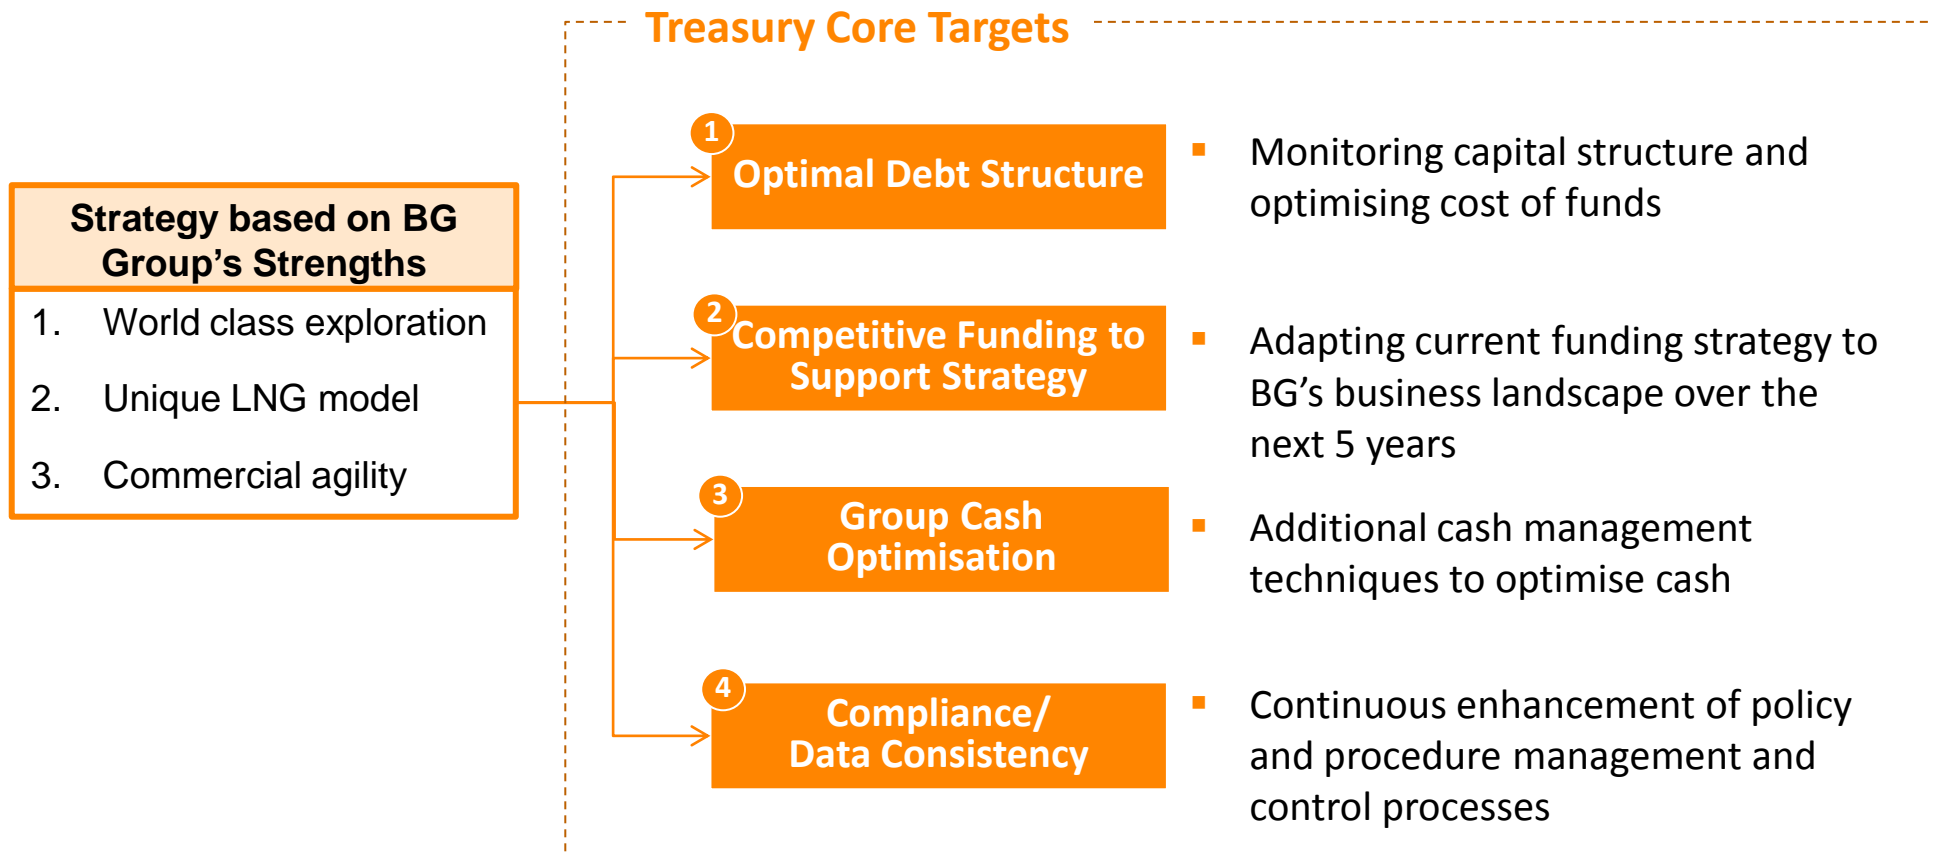 Treasury Core Targets
Strategy based on BG
Group’s Strengths
1. World class exploration
2. Unique LNG model
3. Commercial agility
1
Optimal Debt Structure
▪ Monitoring capital structure and
optimising cost of funds
2
Competitive Funding to
Support Strategy
▪ Adapting current funding strategy to
BG’s business landscape over the
next 5 years
3
Group Cash
Optimisation
▪ Additional cash management
techniques to optimise cash
4
Compliance/
Data Consistency
▪ Continuous enhancement of policy
and procedure management and
control processes